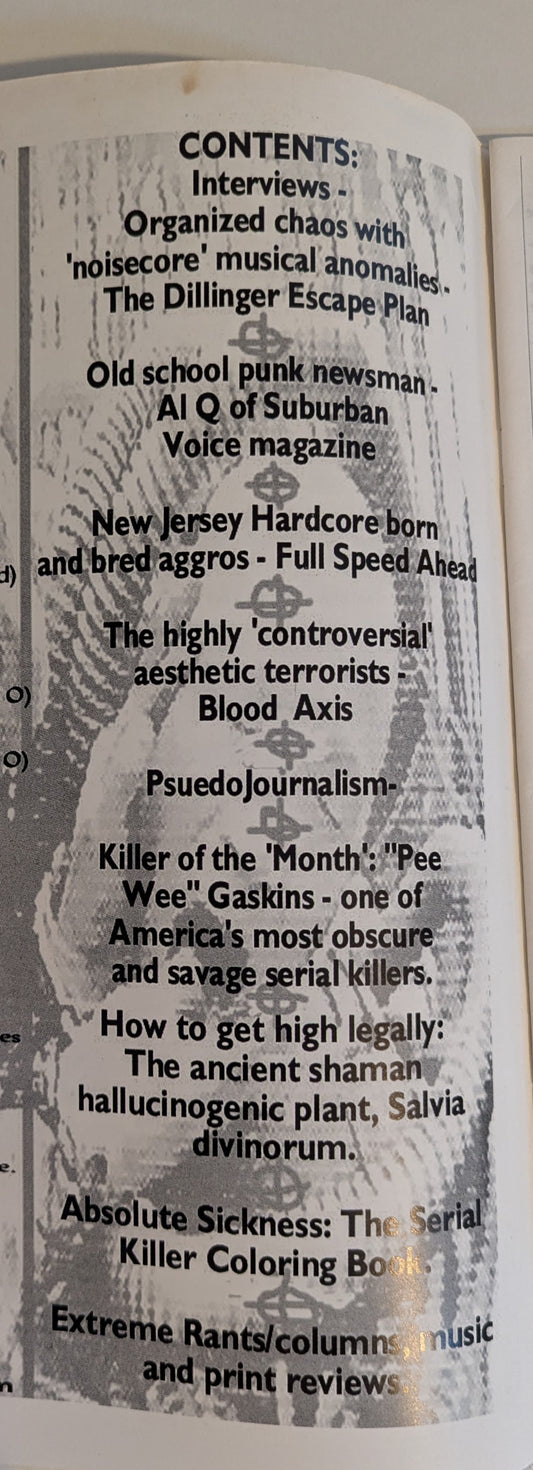 CONTENTS:
Interviews -
Organized chaos with
'noisecore' musical anomalies -
The Dillinger Escape Plan
Old school punk newsman -
Al Q of Suburban
Voice magazine
New Jersey Hardcore born
and bred aggros - Full Speed Ahead
The highly 'controversial'
aesthetic terrorists -
Blood Axis
PsuedoJournalism-
Killer of the 'Month': "Pee
Wee" Gaskins - one of
America's most obscure
and savage serial killers.
How to get high legally:
The ancient shaman
hallucinogenic plant, Salvia
divinorum.
Absolute Sickness: The Serial
Killer Coloring Book.
Extreme Rants/columns, music
and print reviews.
d)
O)
O)
es
e.